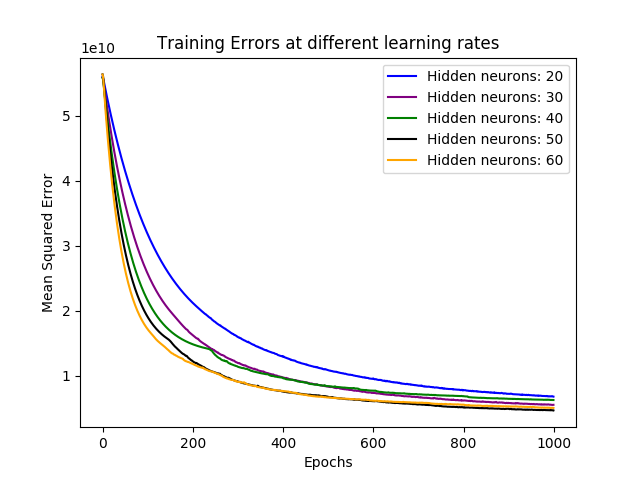 Training Errors at different learning rates
1e10
5
4
3
2
1
Mean Squared Error
Hidden neurons: 20
Hidden neurons: 30
Hidden neurons: 40
Hidden neurons: 50
Hidden neurons: 60
0 200 400 600 800 1000
Epochs